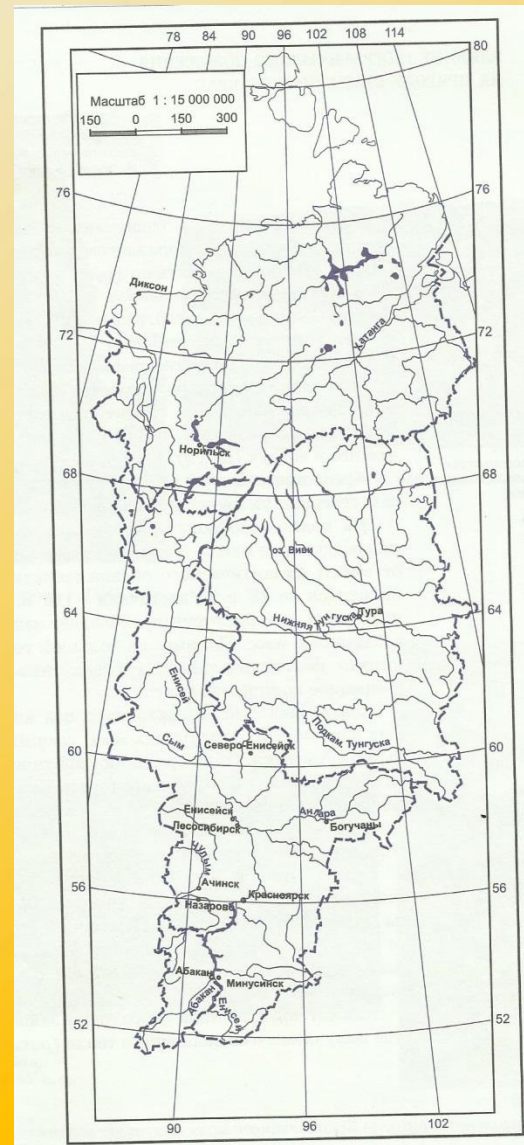 78 84 90 96 102 108 114
80
Масштаб 1 : 15 000 000
150 0 150 300
76 76
Диксон
Хатанга
72 72
Норильск
68 68
оз. Виви
Тура
Нижняя Тунгуска
64 64
Енисей
Подкам. Тунгуска
Сым
Северо-Енисейск
60 60
Енисейск
Ангара
Лесосибирск
Богучаны
Чулым
Ачинск
56 56
Красноярск
Назарово
Абакан
Минусинск
Абакан
Енисей
52 52
90 96 102